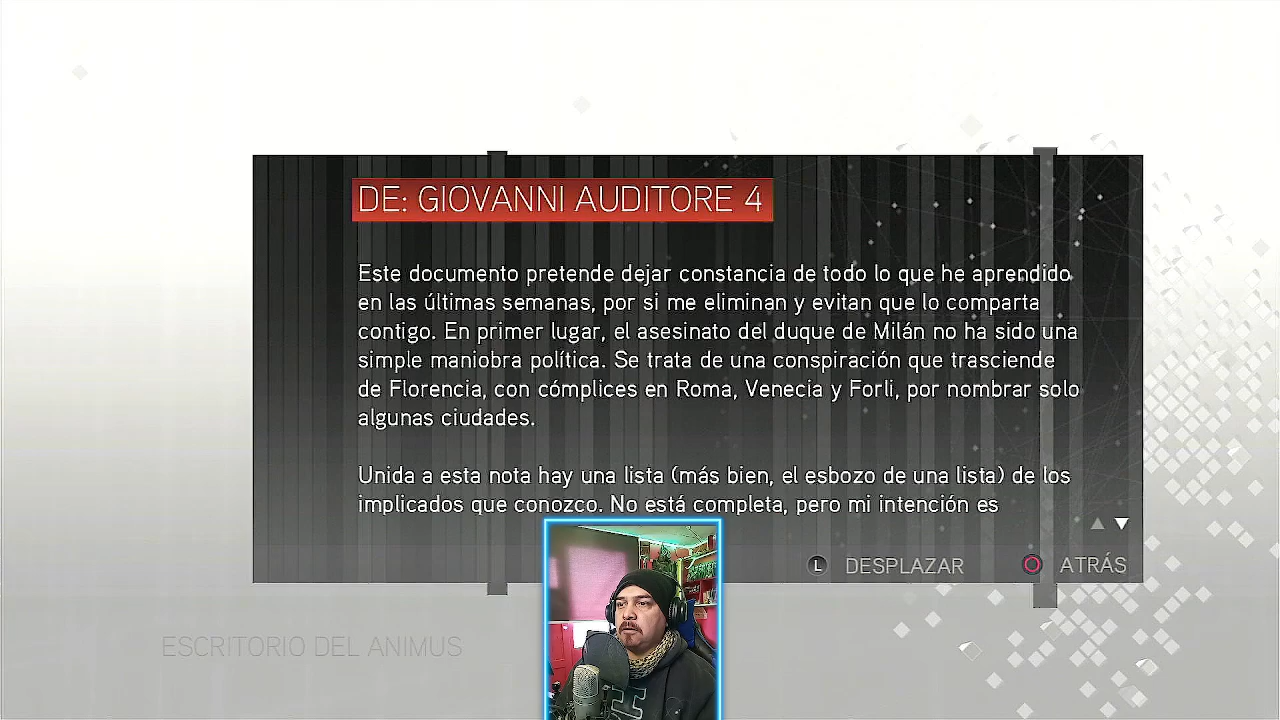 DE: GIOVANNI AUDITORE 4
Este documento pretende dejar constancia de todo lo que he aprendido
en las últimas semanas, por si me eliminan y evitan que lo comparta
contigo. En primer lugar, el asesinato del duque de Milán no ha sido una
simple maniobra política. Se trata de una conspiración que trasciende
de Florencia, con cómplices en Roma, Venecia y Forli, por nombrar solo
algunas ciudades.
Unida a esta nota hay una lista (más bien, el esbozo de una lista) de los
implicados que conozco. No está completa, pero mi intención es
L DESPLAZAR ATRÁS
ESCRITORIO DEL ANIMUS